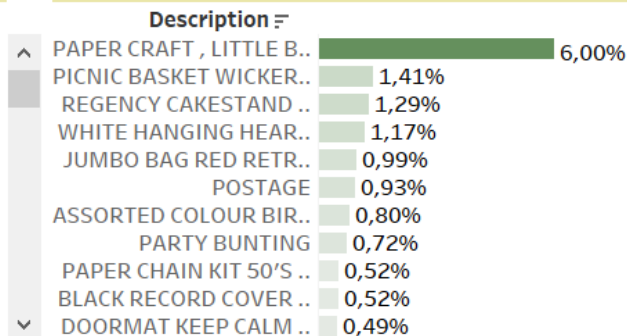 Description
PAPER CRAFT , LITTLE B.. 6,00%
PICNIC BASKET WICKER.. 1,41%
REGENCY CAKESTAND .. 1,29%
WHITE HANGING HEAR.. 1,17%
JUMBO BAG RED RETR.. 0,99%
POSTAGE 0,93%
ASSORTED COLOUR BIR.. 0,80%
PARTY BUNTING 0,72%
PAPER CHAIN KIT 50'S .. 0,52%
BLACK RECORD COVER .. 0,52%
DOORMAT KEEP CALM .. 0,49%